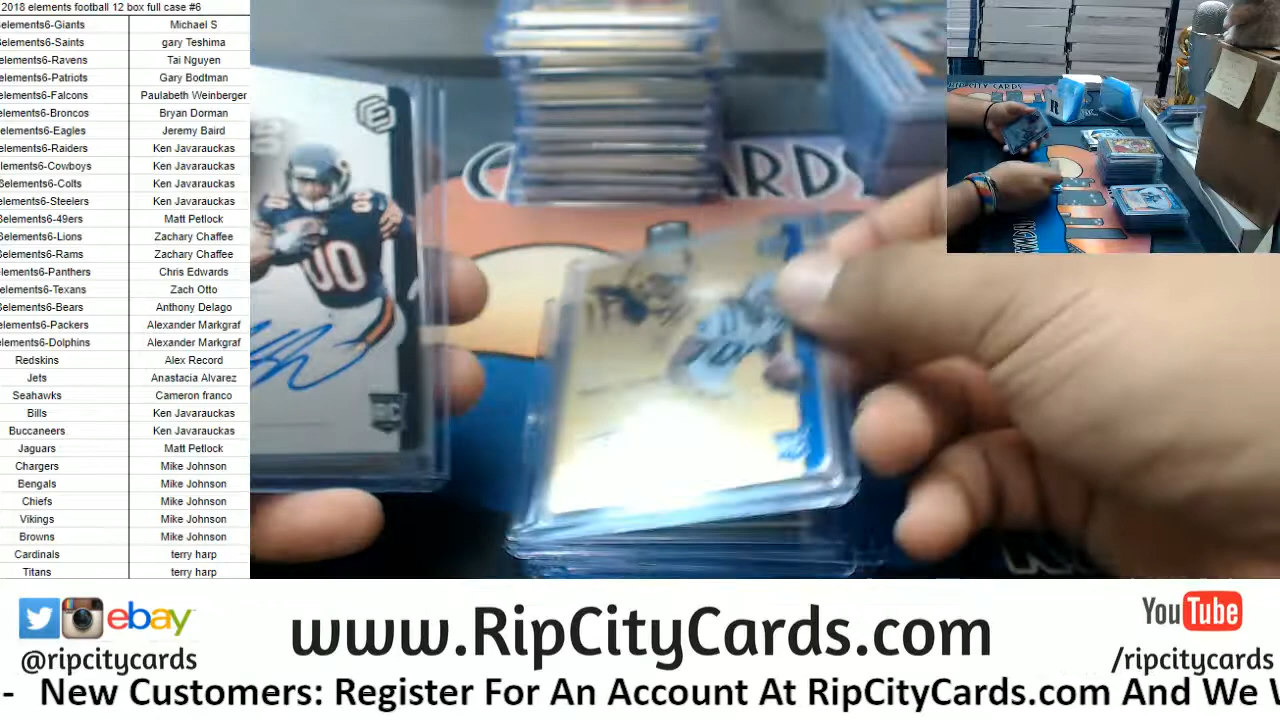 2018 elements football 12 box full case #6
elements6-Giants Michael S
elements6-Saints gary Teshima
elements6-Ravens Tai Nguyen
elements6-Patriots Gary Bodtman
elements6-Falcons Paulabeth Weinberger
elements6-Broncos Bryan Dorman
elements6-Eagles Jeremy Baird
elements6-Raiders Ken Javarauckas
elements6-Cowboys Ken Javarauckas
elements6-Colts Ken Javarauckas
elements6-Steelers Ken Javarauckas
elements6-49ers Matt Petlock
elements6-Lions Zachary Chaffee
elements6-Rams Zachary Chaffee
elements6-Panthers Chris Edwards
elements6-Texans Zach Otto
elements6-Bears Anthony Delago
elements6-Packers Alexander Markgraf
elements6-Dolphins Alexander Markgraf
Redskins Alex Record
Jets Anastacia Alvarez
Seahawks Cameron franco
Bills Ken Javarauckas
Buccaneers Ken Javarauckas
Jaguars Matt Petlock
Chargers Mike Johnson
Bengals Mike Johnson
Chiefs Mike Johnson
Vikings Mike Johnson
Browns Mike Johnson
Cardinals terry harp
Titans terry harp
E
00
RC
CARDS
ebay
@ripcitycards
www.RipCityCards.com
YouTube
/ripcitycards
- New Customers: Register For An Account At RipCityCards.com And We